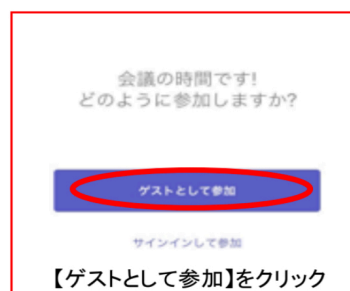 会議の時間です!
どのように参加しますか?
ゲストとして参加
サインインして参加
【ゲストとして参加】をクリック